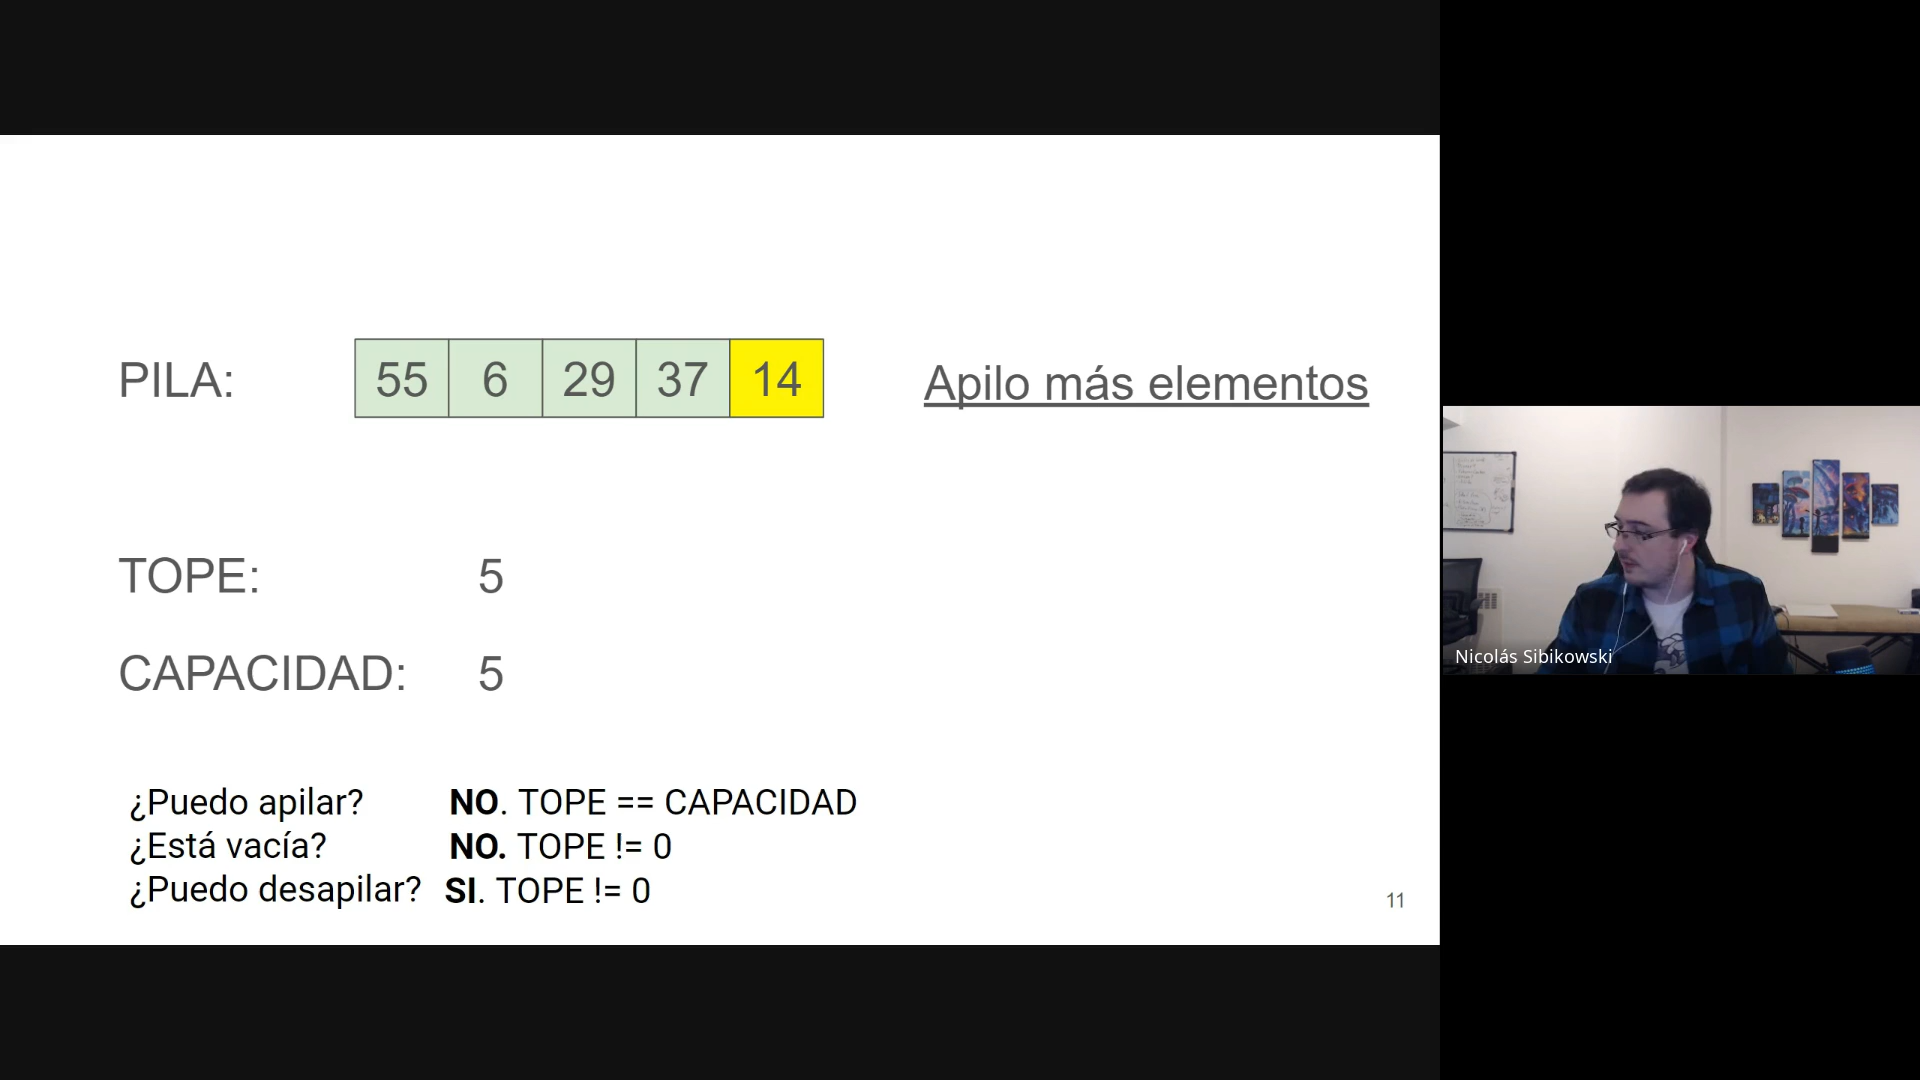 PILA: 55 6 29 37 14 Apilo más elementos
TOPE: 5
CAPACIDAD: 5
¿Puedo apilar? NO. TOPE == CAPACIDAD
¿Está vacía? NO. TOPE != 0
¿Puedo desapilar? SI. TOPE != 0
11
Nicolás Sibikowski